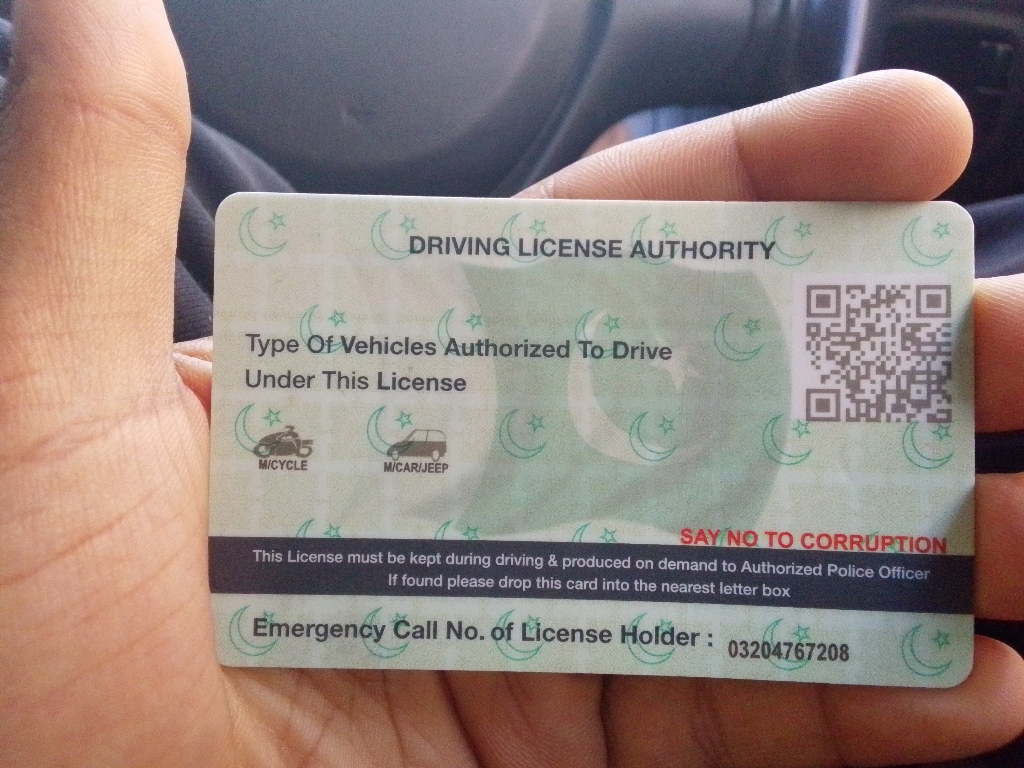 DRIVING LICENSE AUTHORITY
Type Of Vehicles Authorized To Drive
Under This License
M/CYCLE M/CAR/JEEP
SAY NO TO CORRUPTION
This License must be kept during driving & produced on demand to Authorized Police Officer
If found please drop this card into the nearest letter box
Emergency Call No. of License Holder : 03204767208